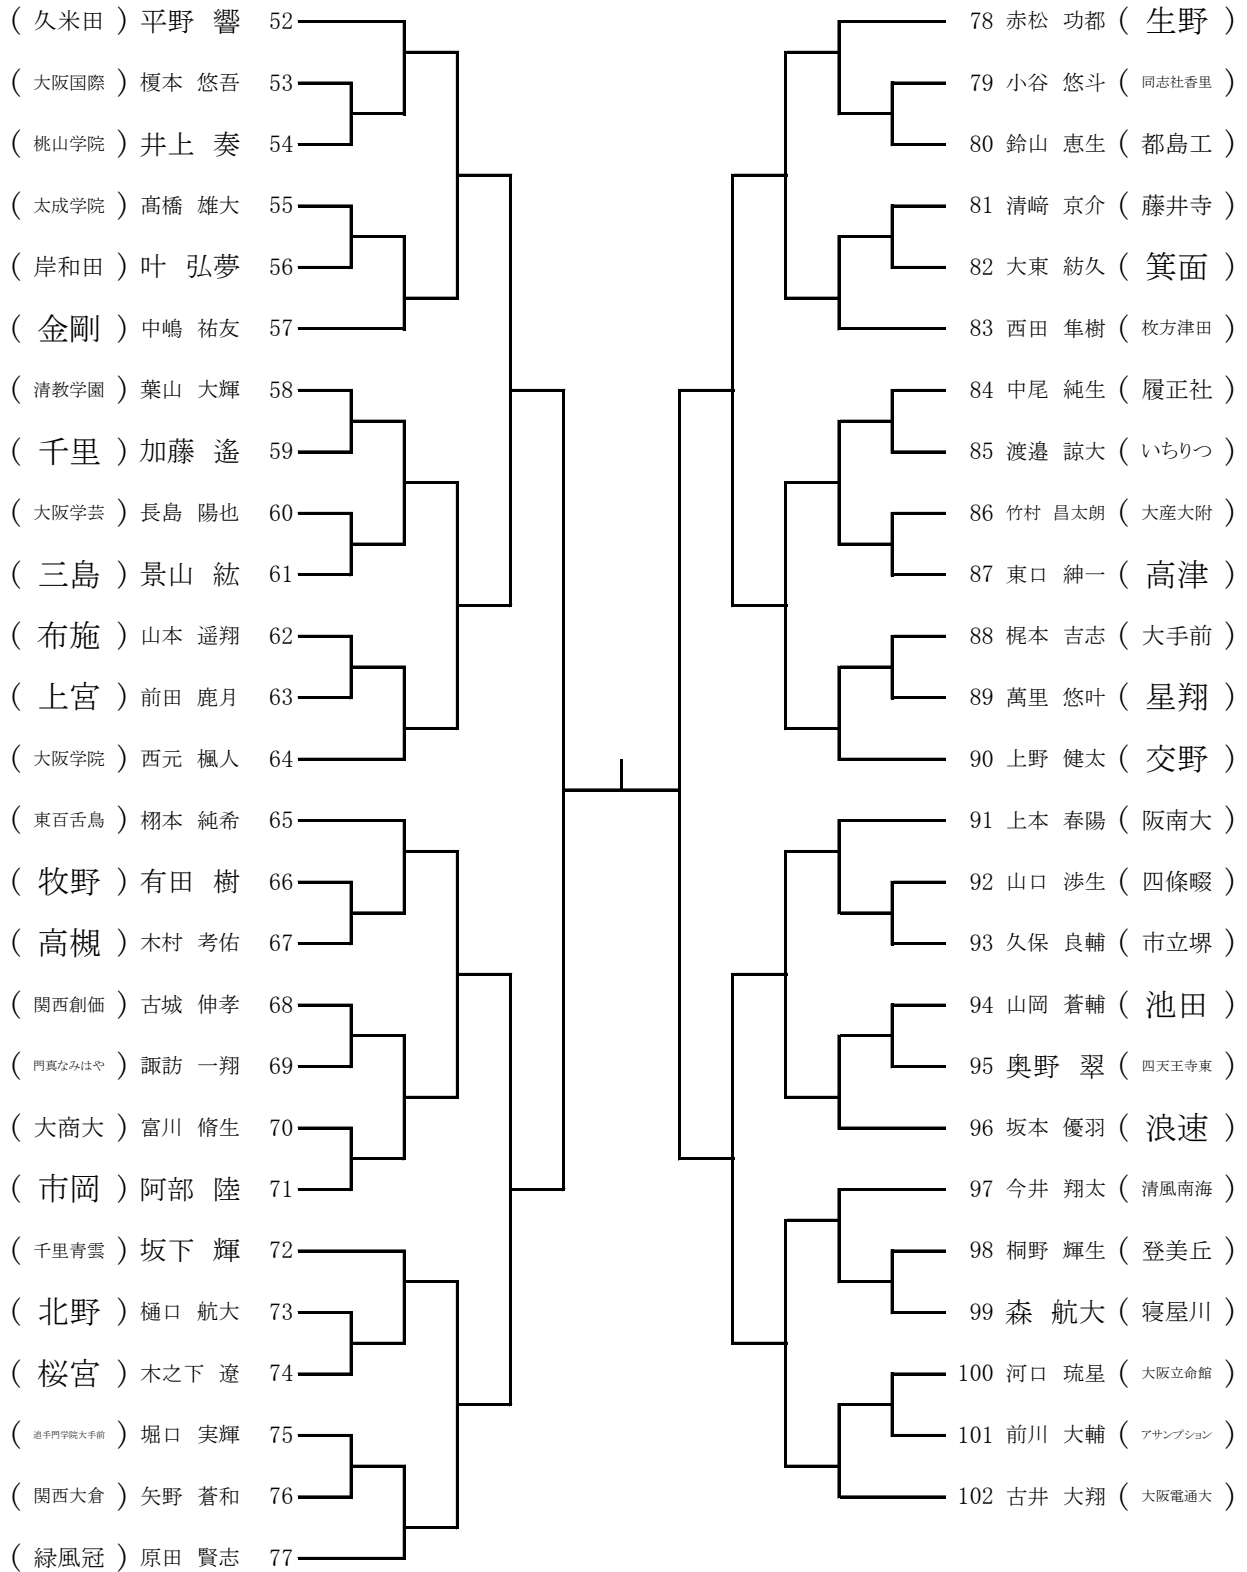 ( 久米田 ) 平野 響 52
( 大阪国際 ) 榎本 悠吾 53
( 桃山学院 ) 井上 奏 54
( 太成学院 ) 髙橋 雄大 55
( 岸和田 ) 叶 弘夢 56
( 金剛 ) 中嶋 祐友 57
( 清教学園 ) 葉山 大輝 58
( 千里 ) 加藤 遙 59
( 大阪学芸 ) 長島 陽也 60
( 三島 ) 景山 紘 61
( 布施 ) 山本 遥翔 62
( 上宮 ) 前田 鹿月 63
( 大阪学院 ) 西元 楓人 64
( 東百舌鳥 ) 栩本 純希 65
( 牧野 ) 有田 樹 66
( 高槻 ) 木村 考佑 67
( 関西創価 ) 古城 伸孝 68
( 門真なみはや ) 諏訪 一翔 69
( 大商大 ) 富川 脩生 70
( 市岡 ) 阿部 陸 71
( 千里青雲 ) 坂下 輝 72
( 北野 ) 樋口 航大 73
( 桜宮 ) 木之下 遼 74
( 追手門学院大手前 ) 堀口 実輝 75
( 関西大倉 ) 矢野 蒼和 76
( 緑風冠 ) 原田 賢志 77
78 赤松 功都 ( 生野 )
79 小谷 悠斗 ( 同志社香里 )
80 鈴山 恵生 ( 都島工 )
81 清﨑 京介 ( 藤井寺 )
82 大東 紡久 ( 箕面 )
83 西田 隼樹 ( 枚方津田 )
84 中尾 純生 ( 履正社 )
85 渡邉 諒大 ( いちりつ )
86 竹村 昌太朗 ( 大産大附 )
87 東口 紳一 ( 高津 )
88 梶本 吉志 ( 大手前 )
89 萬里 悠叶 ( 星翔 )
90 上野 健太 ( 交野 )
91 上本 春陽 ( 阪南大 )
92 山口 渉生 ( 四條畷 )
93 久保 良輔 ( 市立堺 )
94 山岡 蒼輔 ( 池田 )
95 奥野 翠 ( 四天王寺東 )
96 坂本 優羽 ( 浪速 )
97 今井 翔太 ( 清風南海 )
98 桐野 輝生 ( 登美丘 )
99 森 航大 ( 寝屋川 )
100 河口 琉星 ( 大阪立命館 )
101 前川 大輔 ( アサンプション )
102 古井 大翔 ( 大阪電通大 )